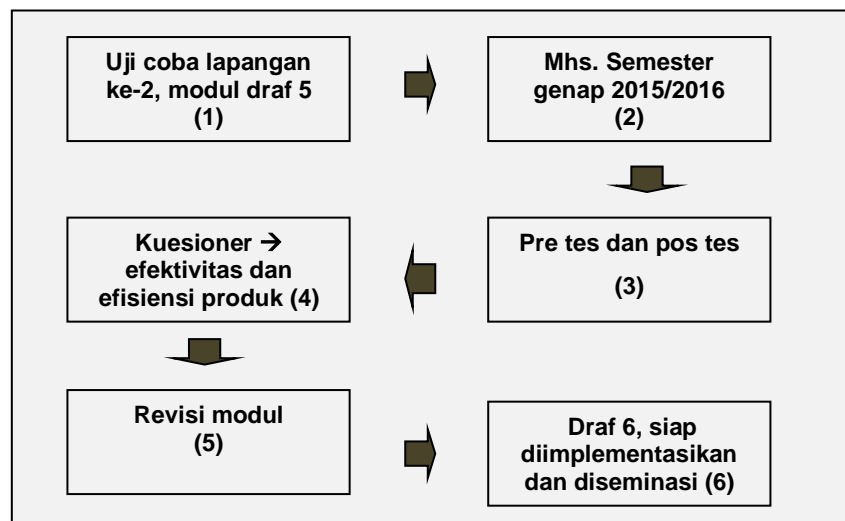 Uji coba lapangan
ke-2, modul draf 5
(1)
Mhs. Semester
genap 2015/2016
(2)
Pre tes dan pos tes
(3)
Kuesioner →
efektivitas dan
efisiensi produk (4)
Revisi modul
(5)
Draf 6, siap
diimplementasikan
dan diseminasi (6)